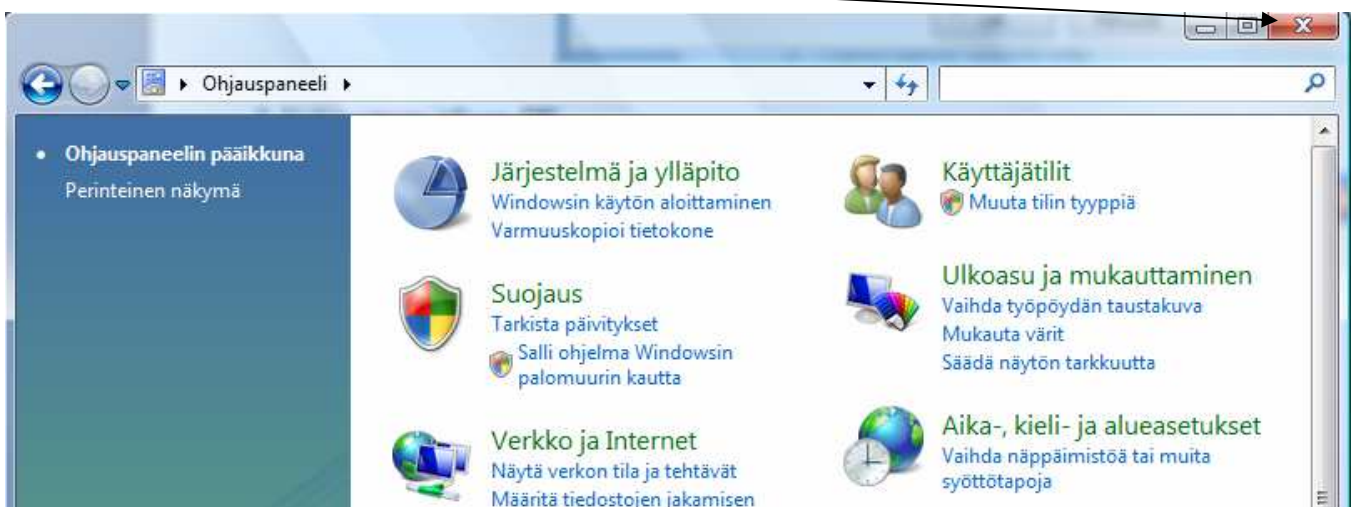 Ohjauspaneeli
Ohjauspaneelin pääikkuna
Perinteinen näkymä
Järjestelmä ja ylläpito
Windowsin käytön aloittaminen
Varmuuskopioi tietokone
Suojaus
Tarkista päivitykset
Salli ohjelma Windowsin
palomuurin kautta
Verkko ja Internet
Näytä verkon tila ja tehtävät
Määritä tiedostojen jakamisen
Käyttäjätilit
Muuta tilin tyyppiä
Ulkoasu ja mukauttaminen
Vaihda työpöydän taustakuva
Mukauta värit
Säädä näytön tarkkuutta
Aika-, kieli- ja alueasetukset
Vaihda näppäimistöä tai muita
syöttötapoja